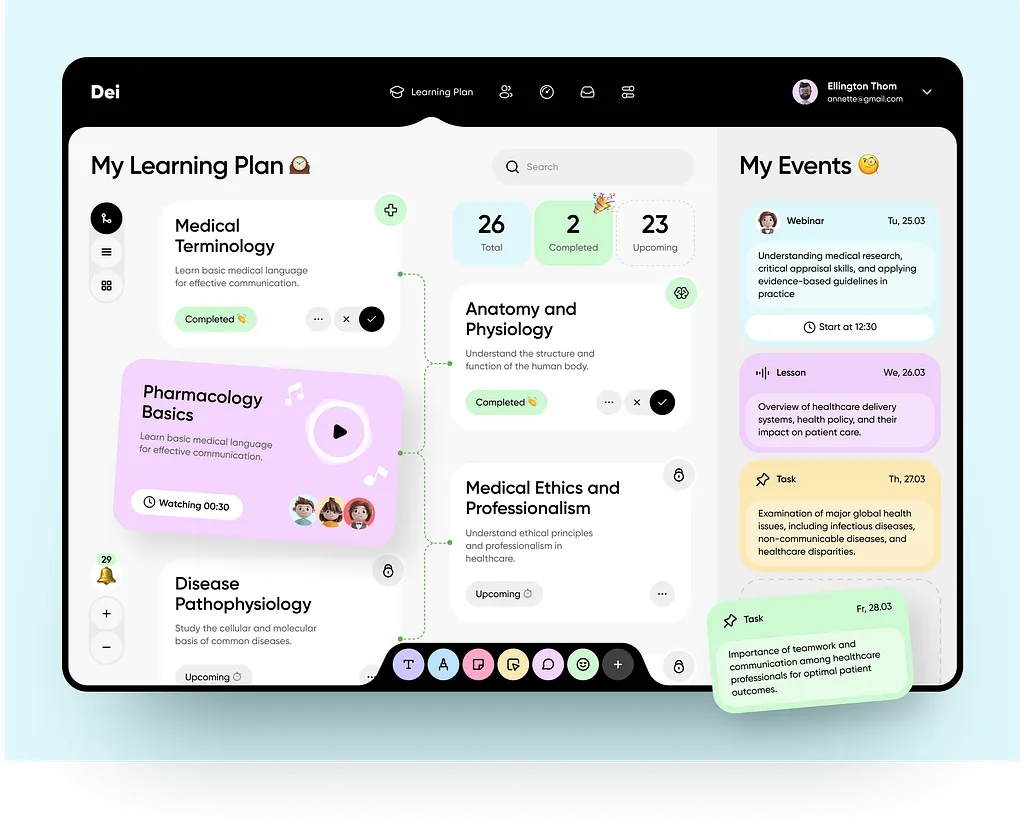 Dei
Learning Plan
Ellington Thom
annette@gmail.com
My Learning Plan
Search
My Events
Medical
Terminology
Learn basic medical language
for effective communication.
Completed
26
Total
2
Completed
23
Upcoming
Anatomy and
Physiology
Understand the structure and
function of the human body.
Completed
Pharmacology
Basics
Learn basic medical language
for effective communication.
Watching 00:30
Medical Ethics and
Professionalism
Understand ethical principles
and professionalism in
healthcare.
Upcoming
29
Disease
Pathophysiology
Study the cellular and molecular
basis of common diseases.
Upcoming
T
A
Webinar
Tu, 25.03
Understanding medical research,
critical appraisal skills, and applying
evidence-based guidelines in
practice
Start at 12:30
Lesson
We, 26.03
Overview of healthcare delivery
systems, health policy, and their
impact on patient care.
Task
Th, 27.03
Examination of major global health
issues, including infectious diseases,
non-communicable diseases, and
healthcare disparities.
Task
Fr, 28.03
Importance of teamwork and
communication among healthcare
professionals for optimal patient
outcomes.